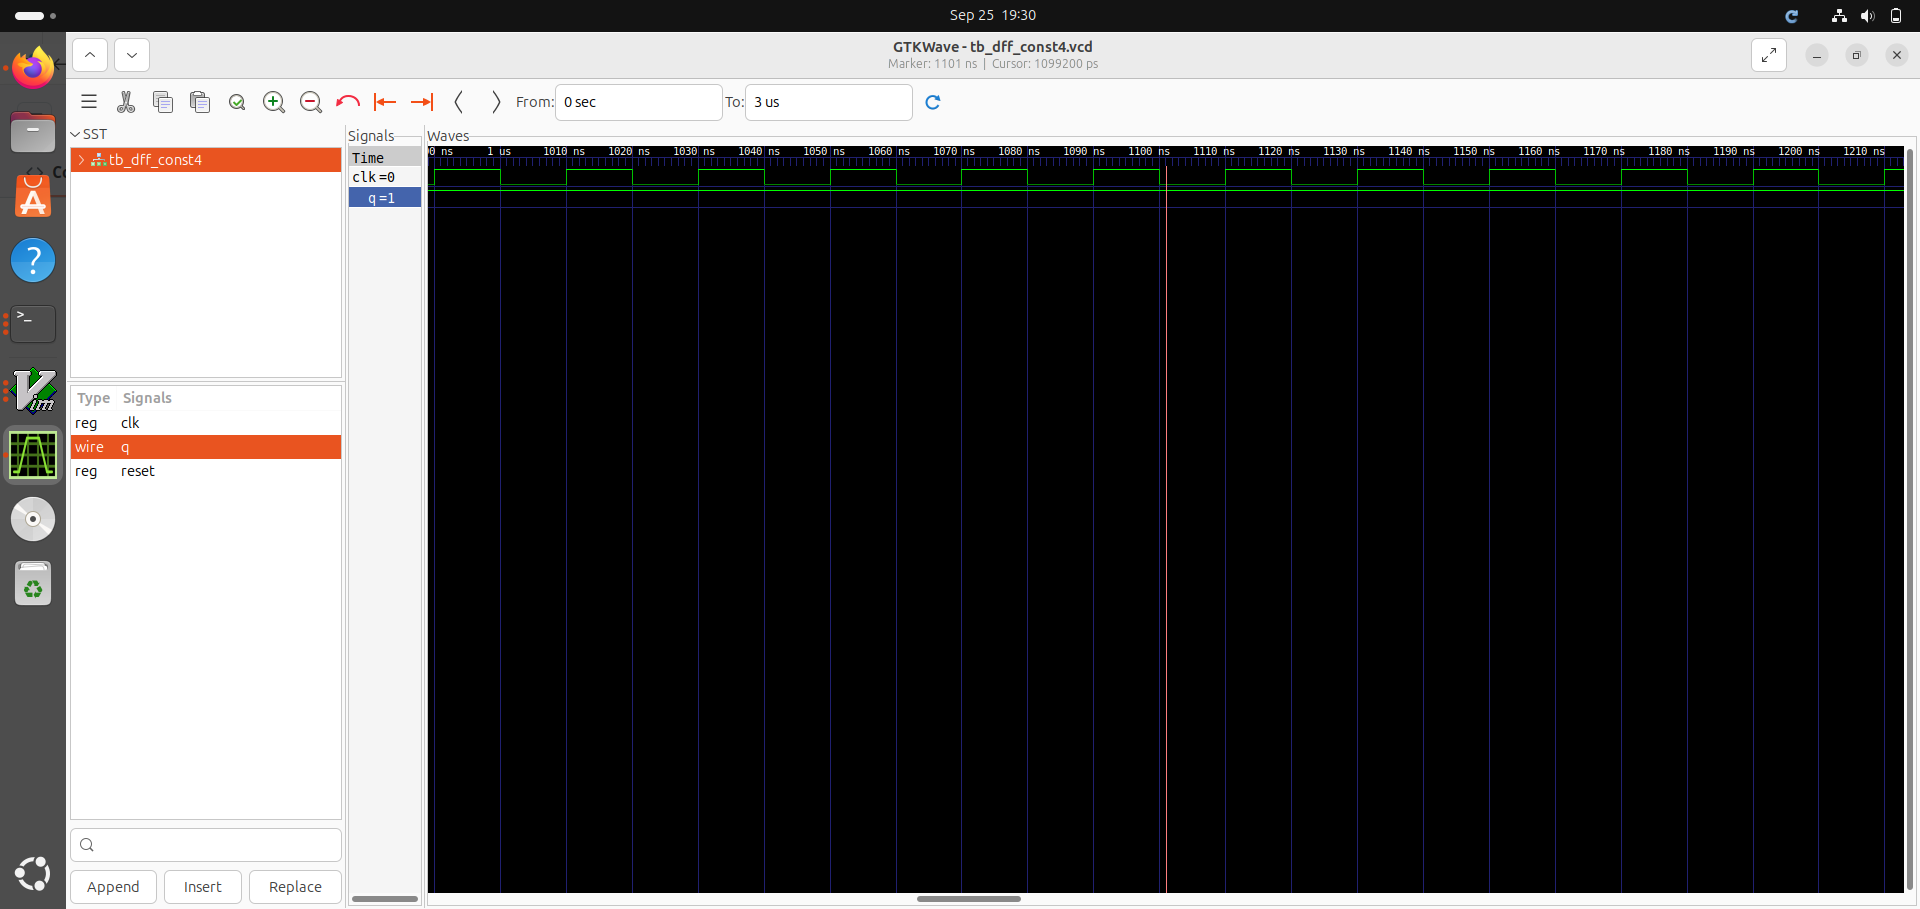 Sep 25 19:30
GTKWave - tb_dff_const4.vcd
Marker: 1101 ns | Cursor: 1099200 ps
From: 0 sec To: 3 us
SST
tb_dff_const4
Signals
Time
clk =0
q =1
Waves
0 ns 1 us 1010 ns 1020 ns 1030 ns 1040 ns 1050 ns 1060 ns 1070 ns 1080 ns 1090 ns 1100 ns 1110 ns 1120 ns 1130 ns 1140 ns 1150 ns 1160 ns 1170 ns 1180 ns 1190 ns 1200 ns 1210 ns
Type Signals
reg clk
wire q
reg reset
Append Insert Replace